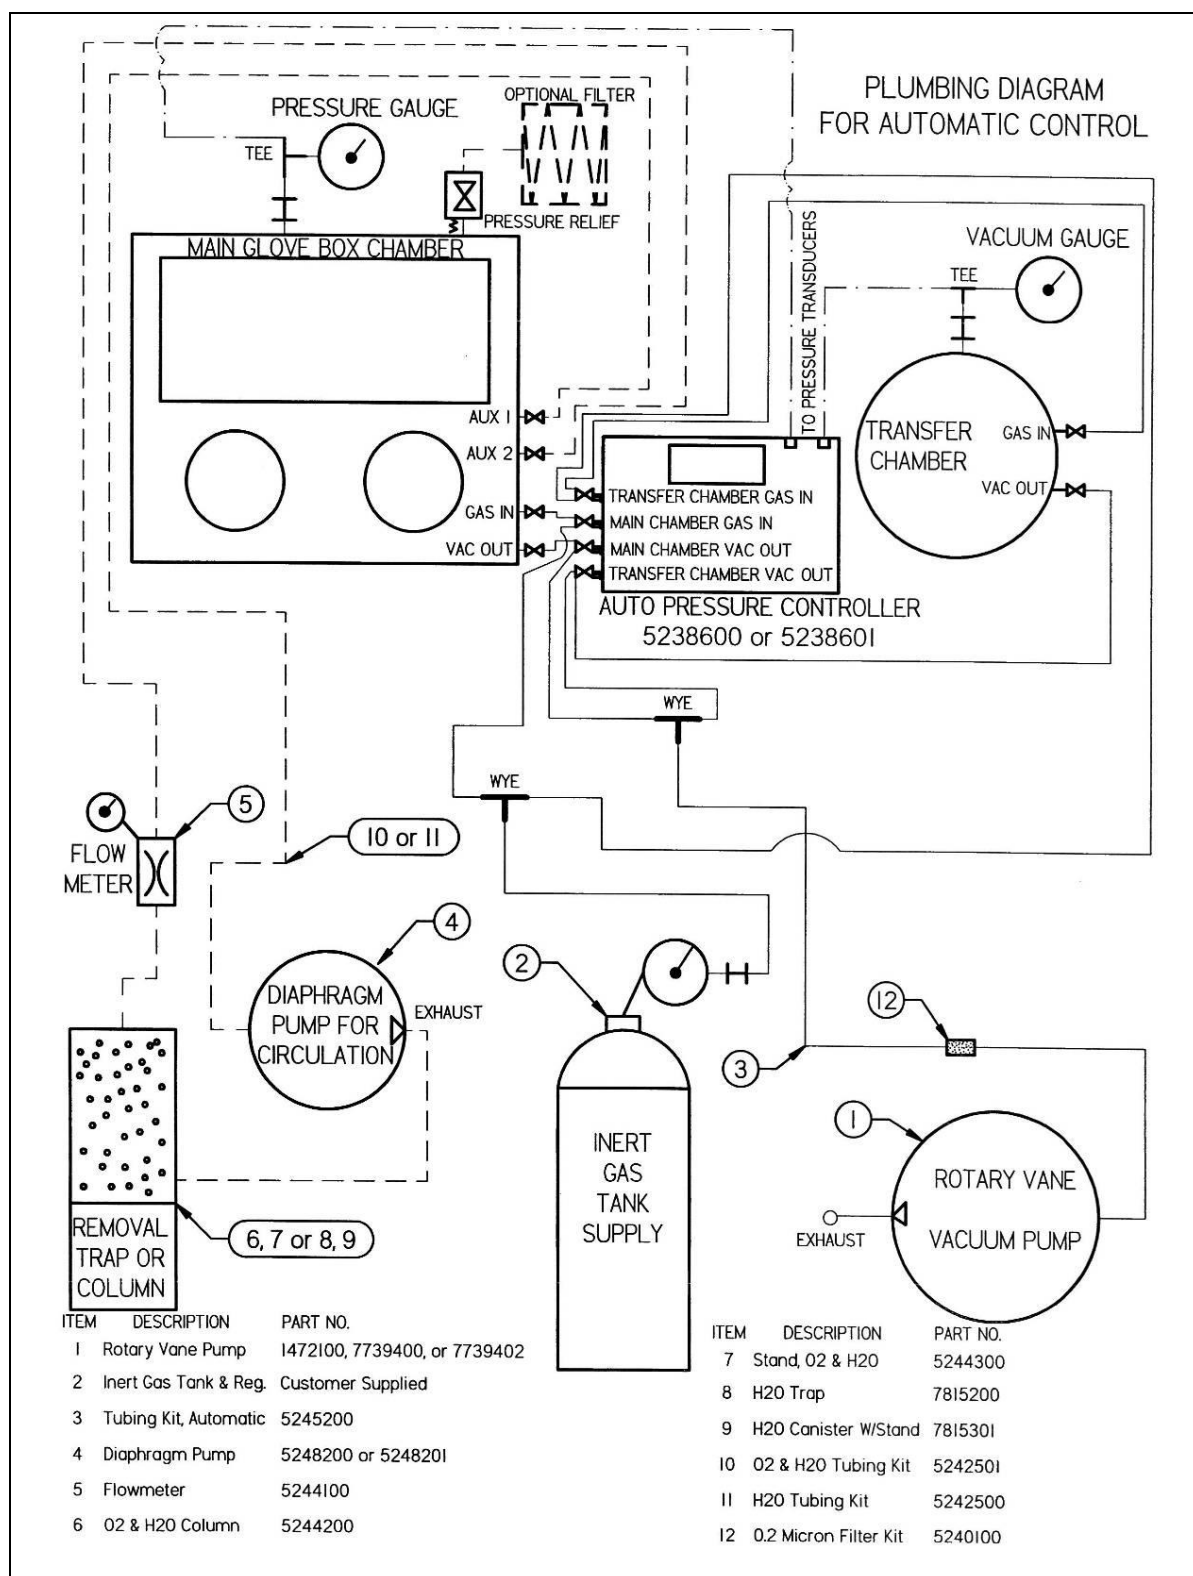 PLUMBING DIAGRAM
FOR AUTOMATIC CONTROL
OPTIONAL FILTER
PRESSURE GAUGE
TEE
PRESSURE RELIEF
MAIN GLOVE BOX CHAMBER
TO PRESSURE TRANSDUCERS
VACUUM GAUGE
TEE
AUX 1
AUX 2
GAS IN
VAC OUT
TRANSFER
CHAMBER
GAS IN
VAC OUT
TRANSFER CHAMBER GAS IN
MAIN CHAMBER GAS IN
MAIN CHAMBER VAC OUT
TRANSFER CHAMBER VAC OUT
AUTO PRESSURE CONTROLLER
5238600 or 5238601
WYE
WYE
5
10 or 11
FLOW
METER
4
2
DIAPHRAGM
PUMP FOR
CIRCULATION
EXHAUST
12
3
1
INERT
GAS
TANK
SUPPLY
ROTARY VANE
VACUUM PUMP
EXHAUST
REMOVAL
TRAP OR
COLUMN
6, 7 or 8, 9
ITEM DESCRIPTION PART NO.
1 Rotary Vane Pump 1472100, 7739400, or 7739402
2 Inert Gas Tank & Reg. Customer Supplied
3 Tubing Kit, Automatic 5245200
4 Diaphragm Pump 5248200 or 5248201
5 Flowmeter 5244100
6 O2 & H2O Column 5244200
ITEM DESCRIPTION PART NO.
7 Stand, O2 & H2O 5244300
8 H2O Trap 7815200
9 H2O Canister W/Stand 7815301
10 O2 & H2O Tubing Kit 5242501
11 H2O Tubing Kit 5242500
12 0.2 Micron Filter Kit 5240100